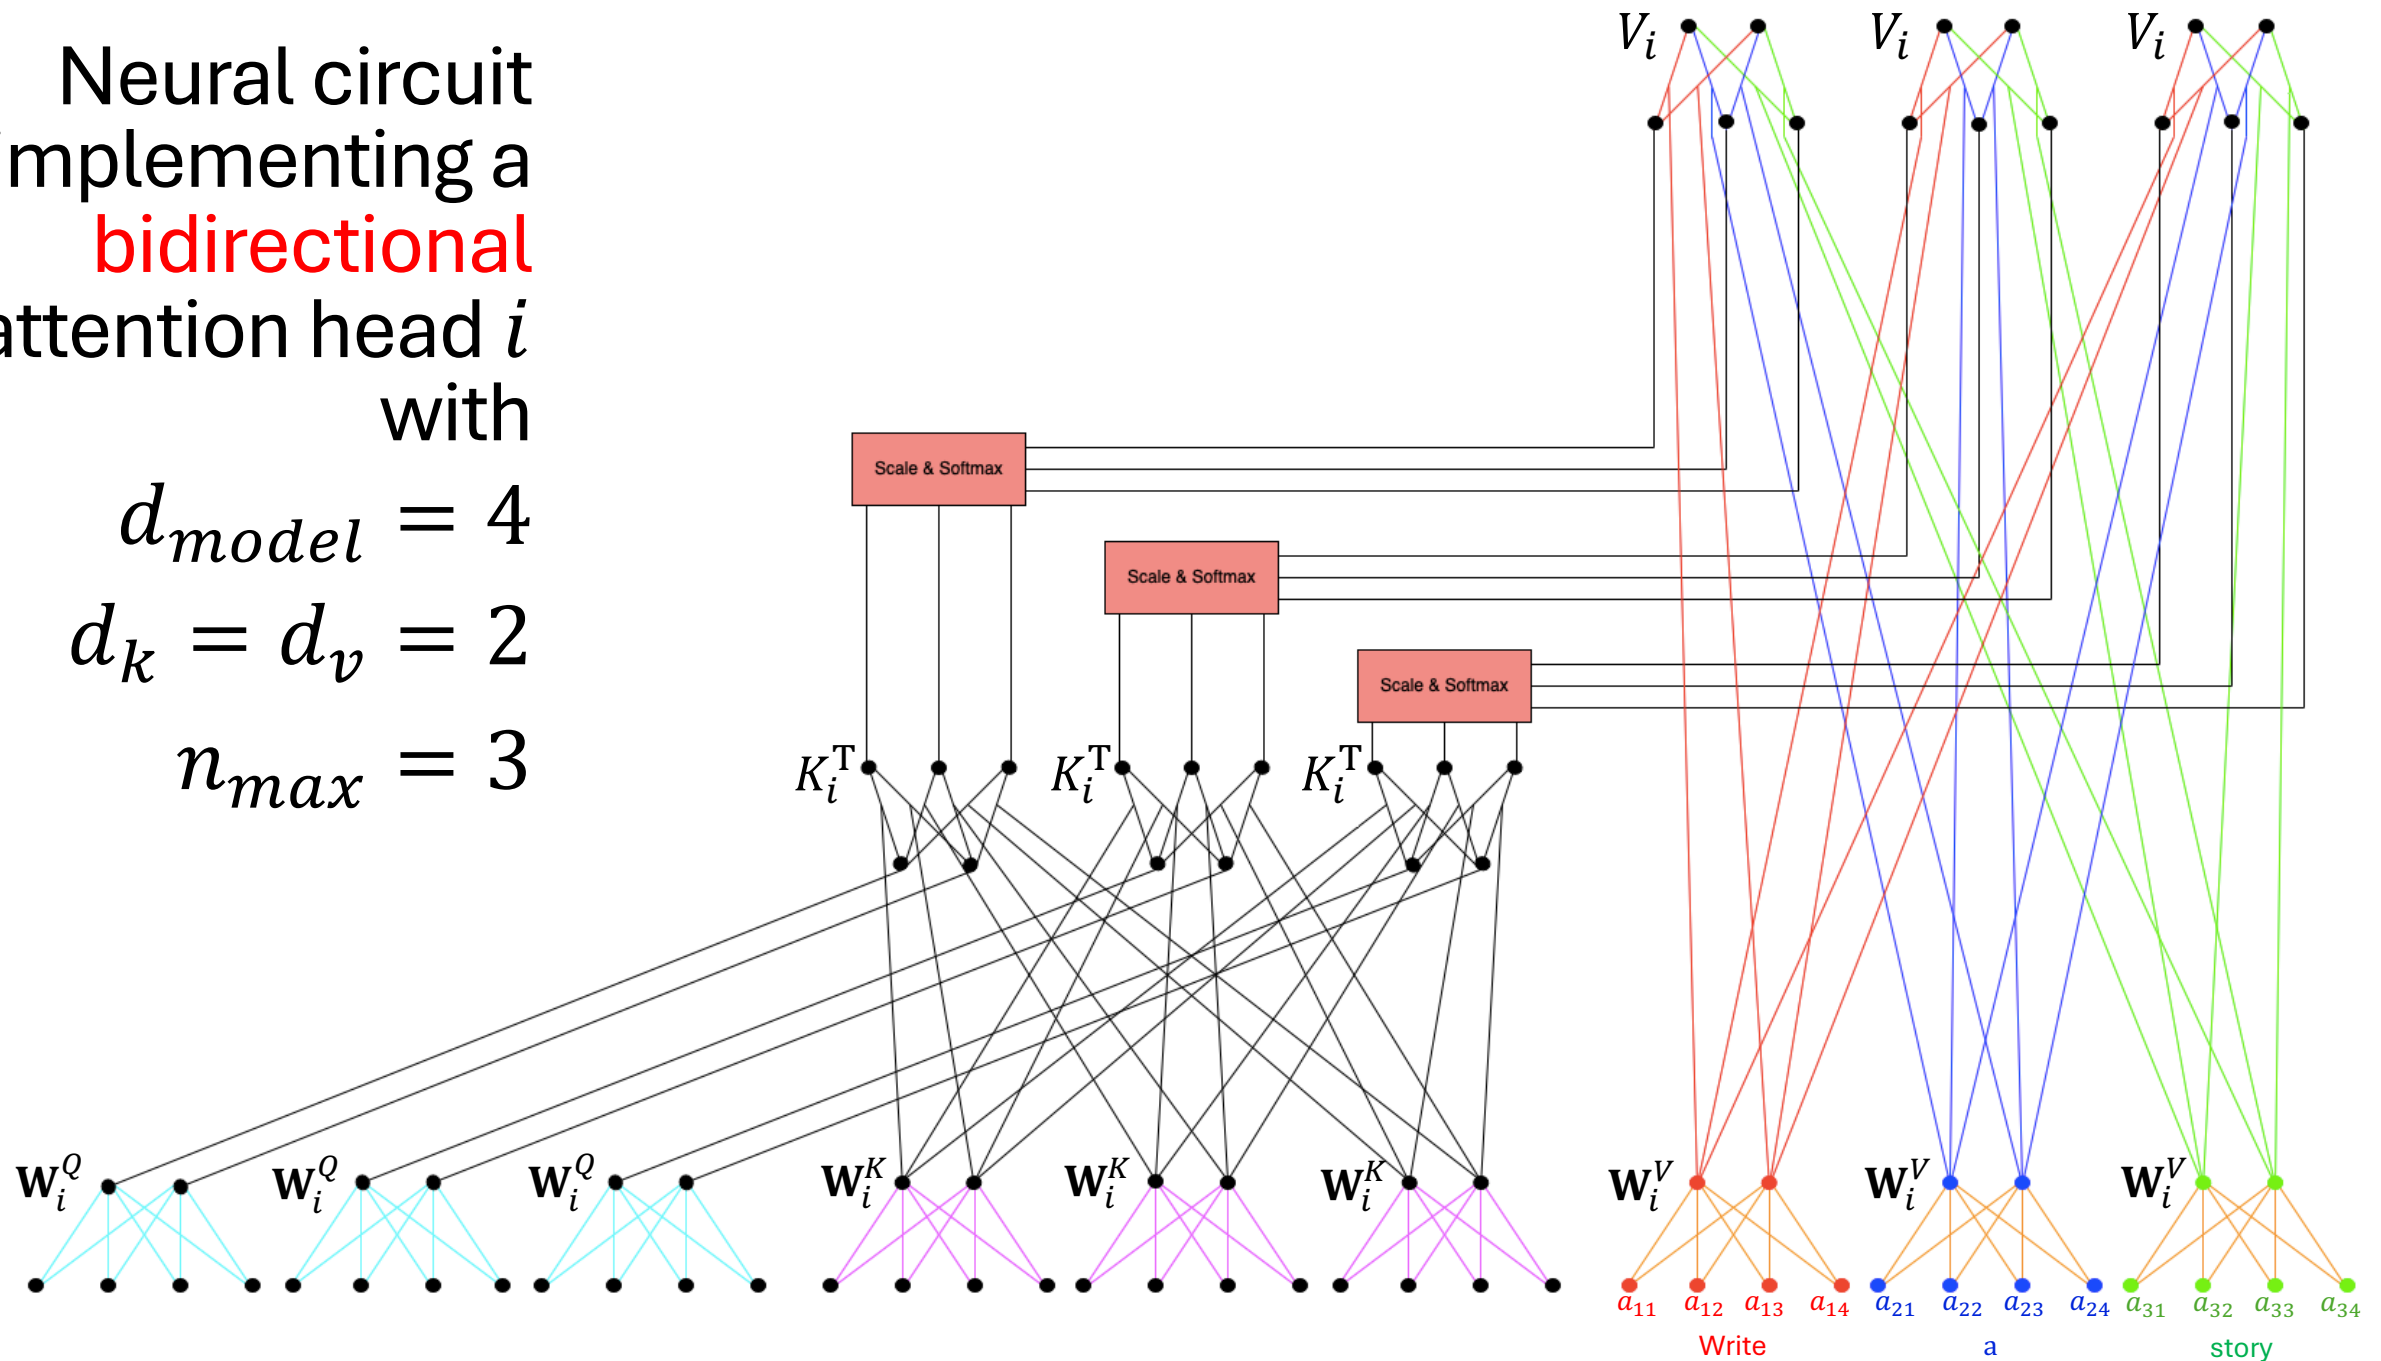 Neural circuit
implementing a
bidirectional
attention head i
with
d_model = 4
d_k = d_v = 2
n_max = 3
V_i V_i V_i
Scale & Softmax
Scale & Softmax
Scale & Softmax
K_i^T K_i^T K_i^T
W_i^Q W_i^Q W_i^Q W_i^K W_i^K W_i^K W_i^V W_i^V W_i^V
a_11 a_12 a_13 a_14 a_21 a_22 a_23 a_24 a_31 a_32 a_33 a_34
Write a story